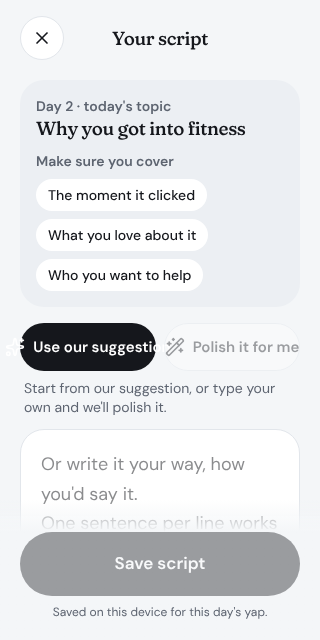 Your script
Day 2 · today's topic
Why you got into fitness
Make sure you cover
The moment it clicked
What you love about it
Who you want to help
Use our suggestio
Polish it for me
Start from our suggestion, or type your
own and we'll polish it.
Or write it your way, how
you'd say it.
One sentence per line works
Save script
Saved on this device for this day's yap.